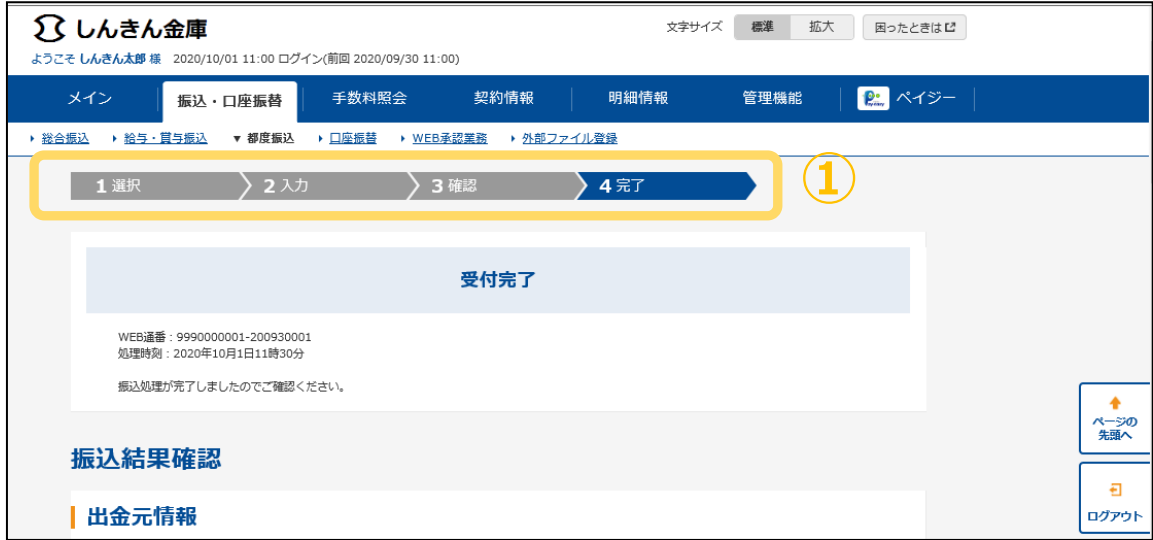 しんきん金庫
文字サイズ 標準 拡大 困ったときは
ようこそ しんきん太郎 様 2020/10/01 11:00 ログイン(前回 2020/09/30 11:00)
メイン 振込・口座振替 手数料照会 契約情報 明細情報 管理機能 Pay-easy ペイジー
総合振込 給与・賞与振込 ▼ 都度振込 口座振替 WEB承認業務 外部ファイル登録
1 選択 2 入力 3 確認 4 完了 ①
受付完了
WEB通番：9990000001-200930001
処理時刻：2020年10月1日11時30分
振込処理が完了しましたのでご確認ください。
ページの
先頭へ
振込結果確認
ログアウト
出金元情報